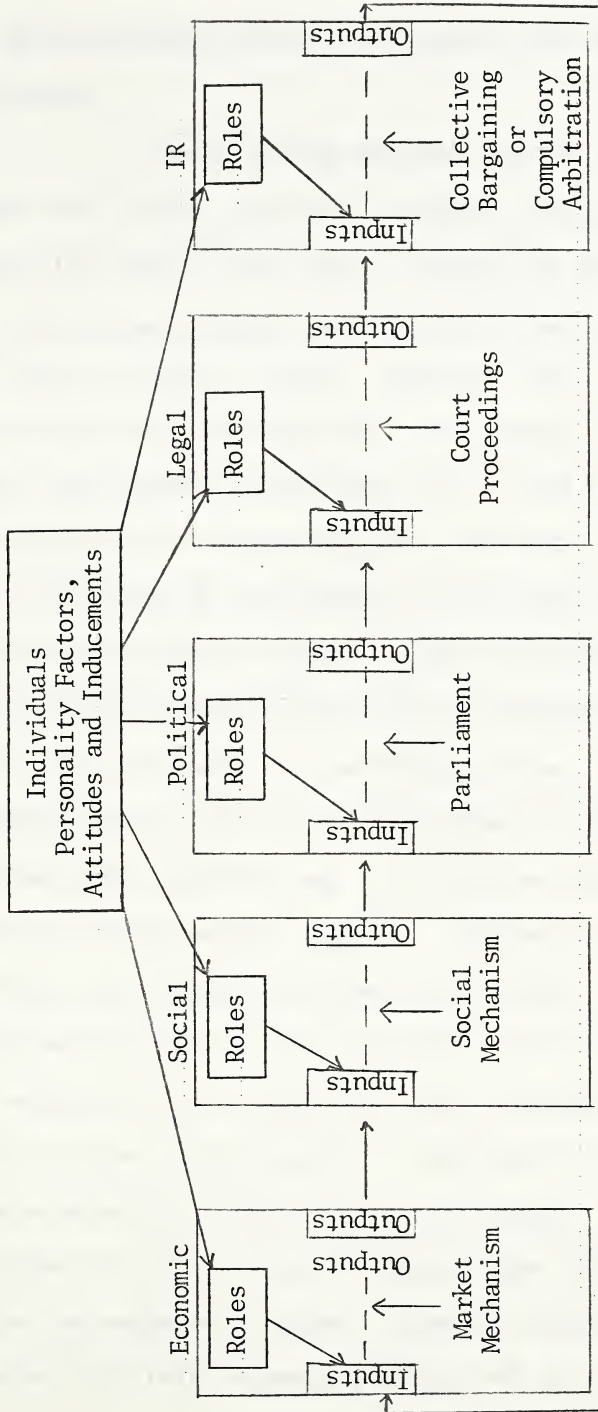 Individuals
Personality Factors,
Attitudes and Inducements
Economic
Roles
Inputs
Outputs
Outputs
Market
Mechanism
Social
Roles
Inputs
Outputs
Social
Mechanism
Political
Roles
Inputs
Outputs
Parliament
Legal
Roles
Inputs
Outputs
Court
Proceedings
IR
Roles
Inputs
Outputs
Collective
Bargaining
or
Compulsory
Arbitration